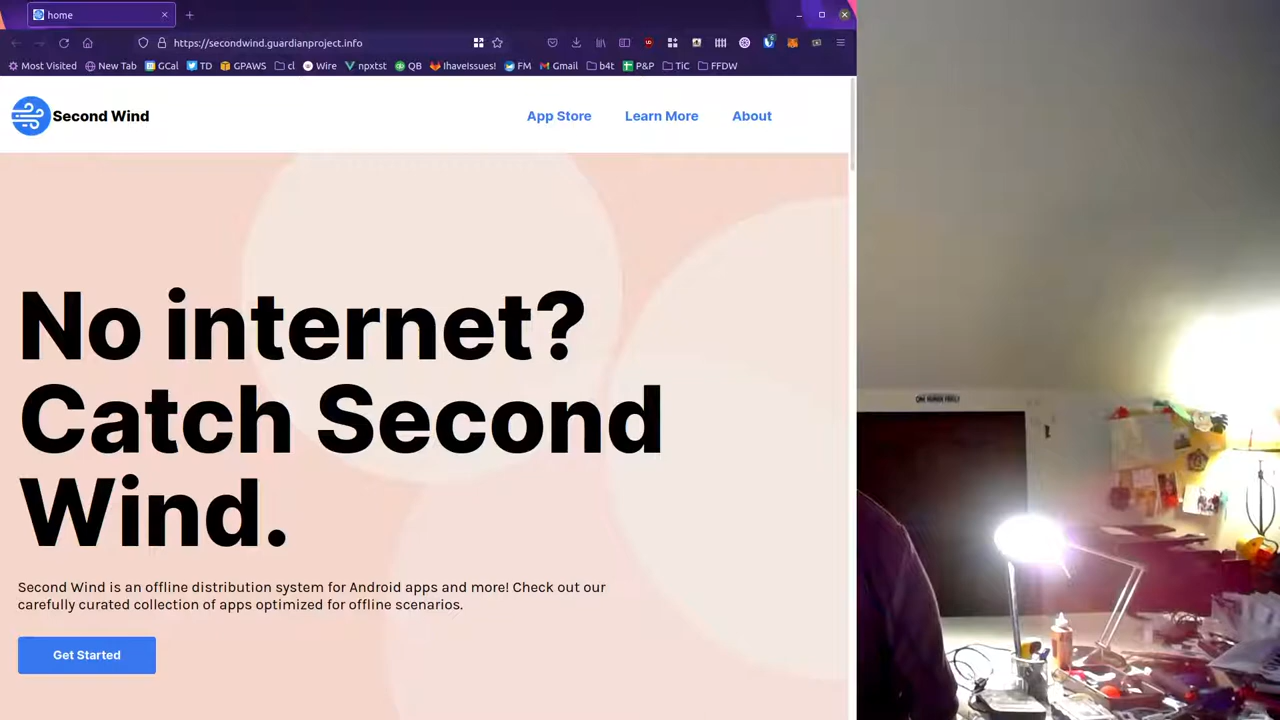 home
https://secondwind.guardianproject.info
Most Visited New Tab GCal TD GPAWS cl Wire npxtst QB IhaveIssues! FM Gmail b4t P&P TiC FFDW
Second Wind App Store Learn More About
No internet?
Catch Second
Wind.
Second Wind is an offline distribution system for Android apps and more! Check out our
carefully curated collection of apps optimized for offline scenarios.
Get Started